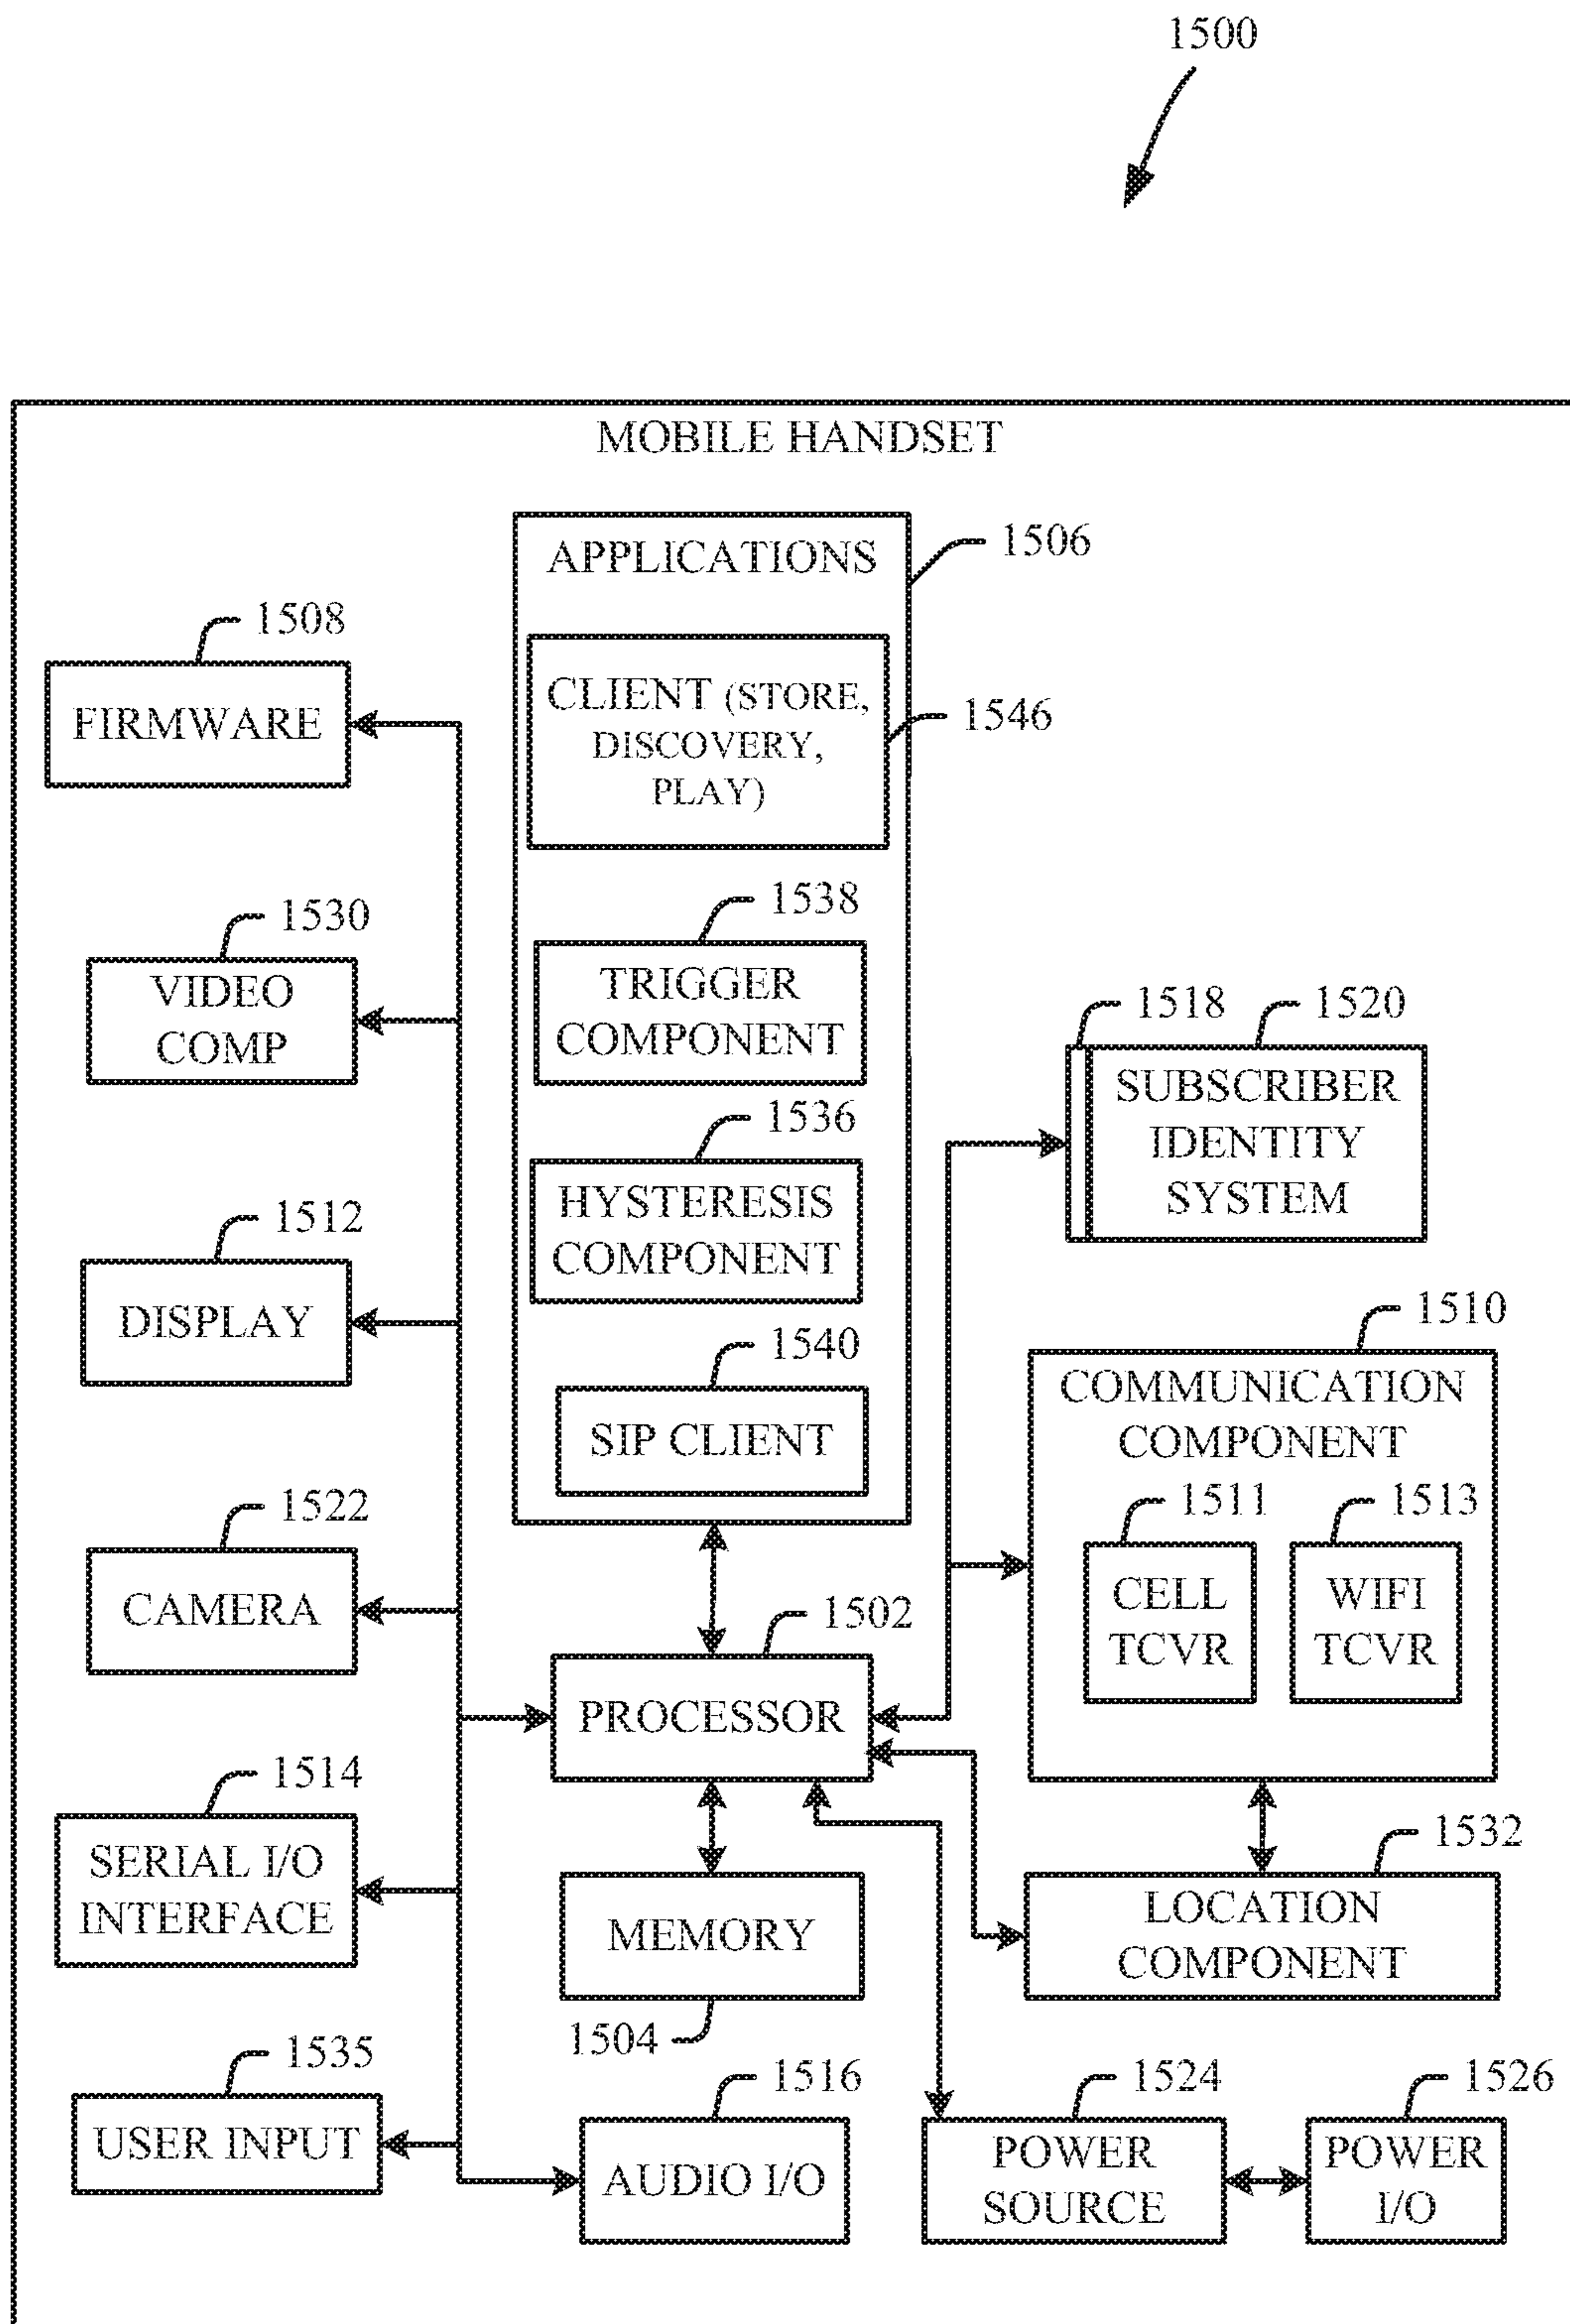 1500
MOBILE HANDSET
APPLICATIONS
1506
1508
FIRMWARE
CLIENT (STORE,
DISCOVERY,
PLAY)
1546
1530
VIDEO
COMP
1538
TRIGGER
COMPONENT
1518
1520
SUBSCRIBER
IDENTITY
SYSTEM
1536
HYSTERESIS
COMPONENT
1512
DISPLAY
1540
SIP CLIENT
1510
COMMUNICATION
COMPONENT
1511
CELL
TCVR
1513
WIFI
TCVR
1522
CAMERA
1502
PROCESSOR
1514
SERIAL I/O
INTERFACE
MEMORY
1504
1532
LOCATION
COMPONENT
1535
USER INPUT
1516
AUDIO I/O
1524
POWER
SOURCE
1526
POWER
I/O